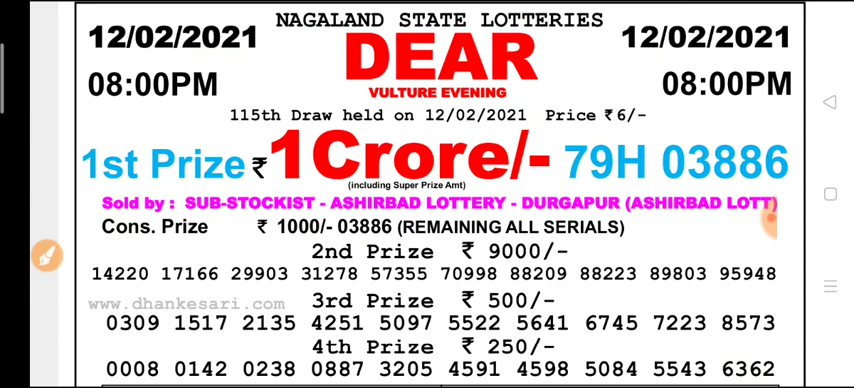 NAGALAND STATE LOTTERIES
12/02/2021 DEAR 12/02/2021
08:00PM VULTURE EVENING 08:00PM
115th Draw held on 12/02/2021 Price ₹ 6/-
1st Prize ₹ 1Crore/- 79H 03886
(including Super Prize Amt)
Sold by : SUB-STOCKIST - ASHIRBAD LOTTERY - DURGAPUR (ASHIRBAD LOTT)
Cons. Prize ₹ 1000/- 03886 (REMAINING ALL SERIALS)
2nd Prize ₹ 9000/-
14220 17166 29903 31278 57355 70998 88209 88223 89803 95948
www.dhankesari.com 3rd Prize ₹ 500/-
0309 1517 2135 4251 5097 5522 5641 6745 7223 8573
4th Prize ₹ 250/-
0008 0142 0238 0887 3205 4591 4598 5084 5543 6362